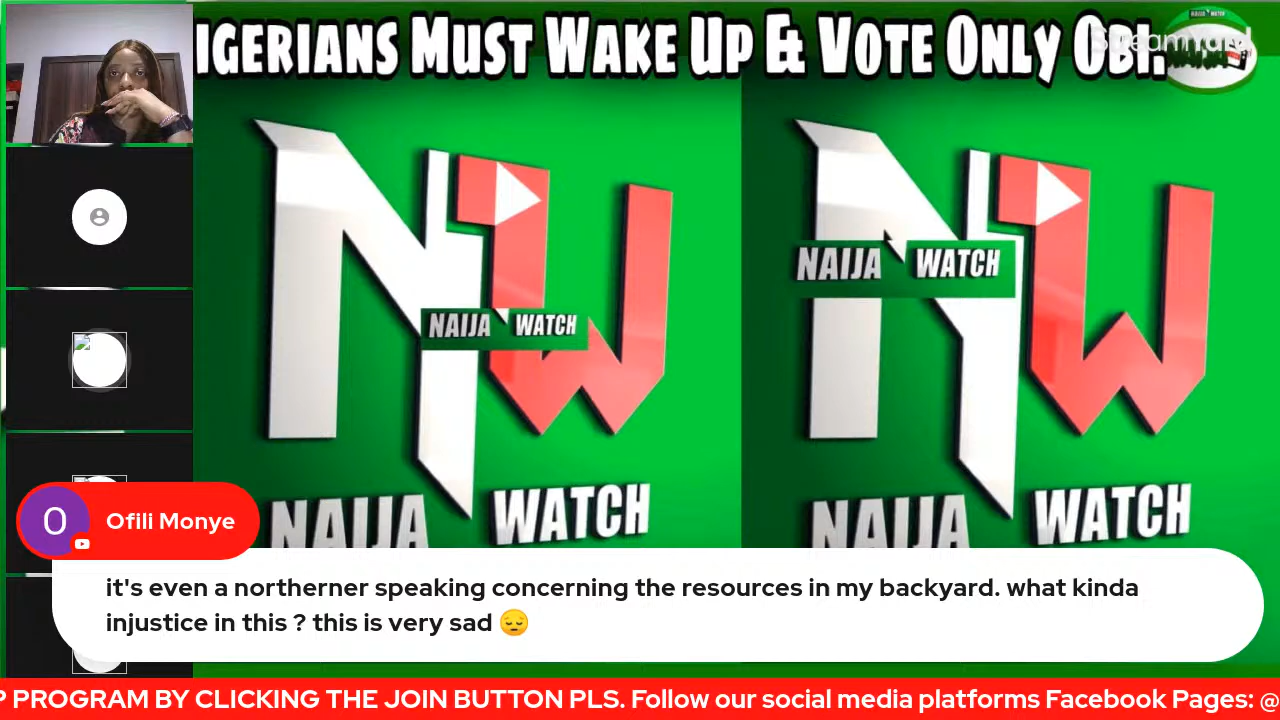 IGERIANS MUST WAKE UP & VOTE ONLY OBI.
StreamYard
NAIJA WATCH
NAIJA WATCH
NAIJA WATCH
NAIJA WATCH
O
Ofili Monye
it's even a northerner speaking concerning the resources in my backyard. what kinda
injustice in this ? this is very sad 😔
P PROGRAM BY CLICKING THE JOIN BUTTON PLS. Follow our social media platforms Facebook Pages: @